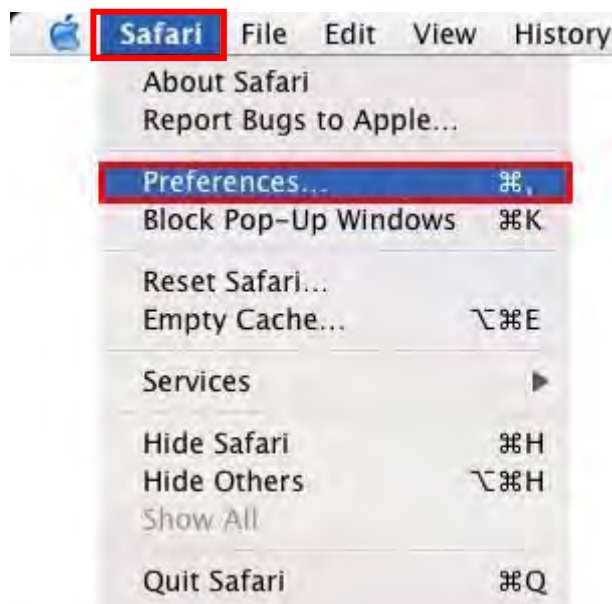 Safari File Edit View History
About Safari
Report Bugs to Apple...
Preferences... ⌘,
Block Pop-Up Windows ⌘K
Reset Safari...
Empty Cache... ⌥⌘E
Services ▶
Hide Safari ⌘H
Hide Others ⌥⌘H
Show All
Quit Safari ⌘Q